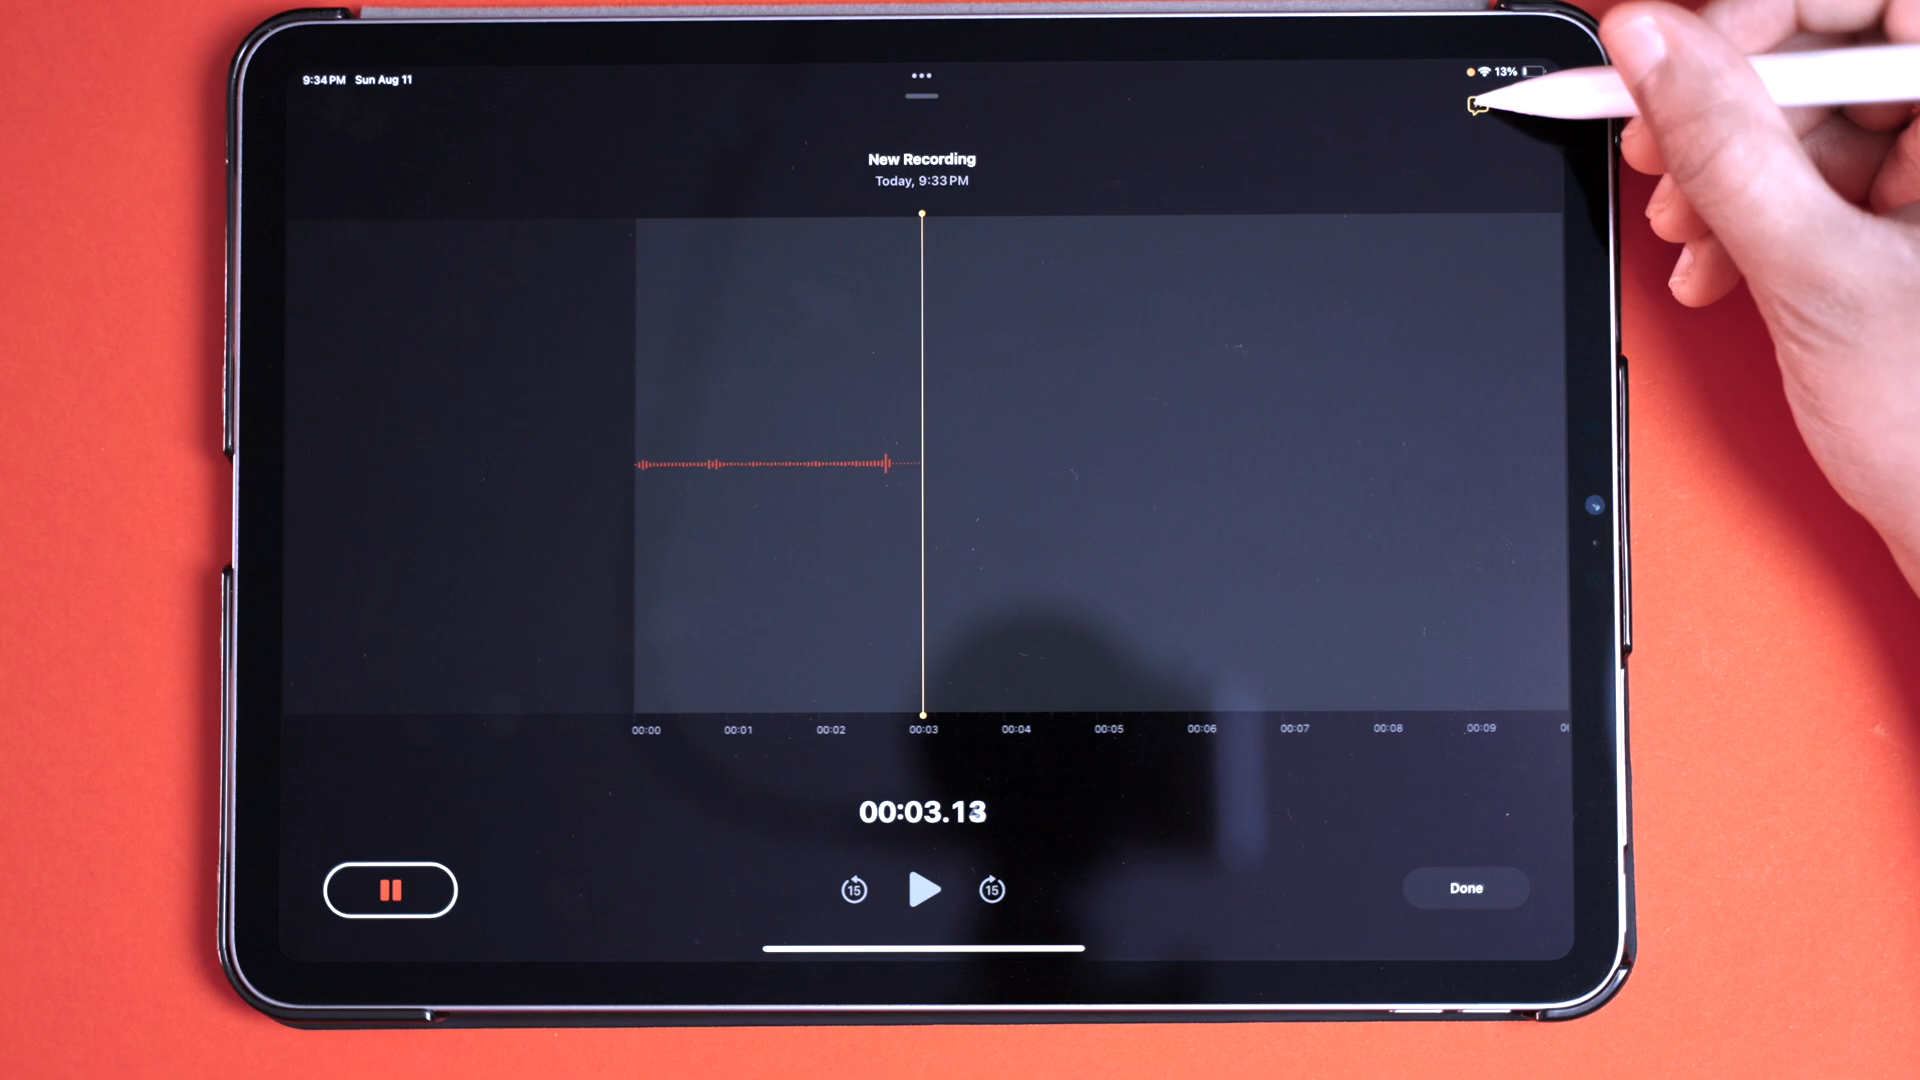 9:34 PM Sun Aug 11
13%
New Recording
Today, 9:33 PM
00:00 00:01 00:02 00:03 00:04 00:05 00:06 00:07 00:08 00:09
00:03.13
15 15
Done